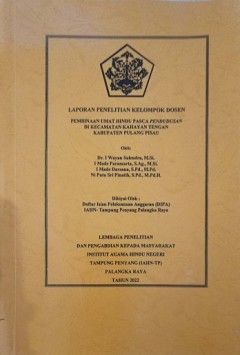 LAPORAN PENELITIAN KELOMPOK DOSEN
PEMBINAAN UMAT HINDU PASCA PENDUDUKAN
DI KECAMATAN KAHAYAN TENGAH
KABUPATEN PULANG PISAU
Oleh:
Dr. I Wayan Salendra, M.Si.
I Made Paramarta, S.Ag., M.Si.
I Made Darsana, S.Pd., M.Pd.
Ni Putu Sri Pinatih, S.Pd., M.Pd.H.
Dibiayai Oleh :
Daftar Isian Pelaksanaan Anggaran (DIPA)
IAHN- Tampung Penyang Palangka Raya
LEMBAGA PENELITIAN
DAN PENGABDIAN KEPADA MASYARAKAT
INSTITUT AGAMA HINDU NEGERI
TAMPUNG PENYANG (IAHN-TP)
PALANGKA RAYA
TAHUN 2022